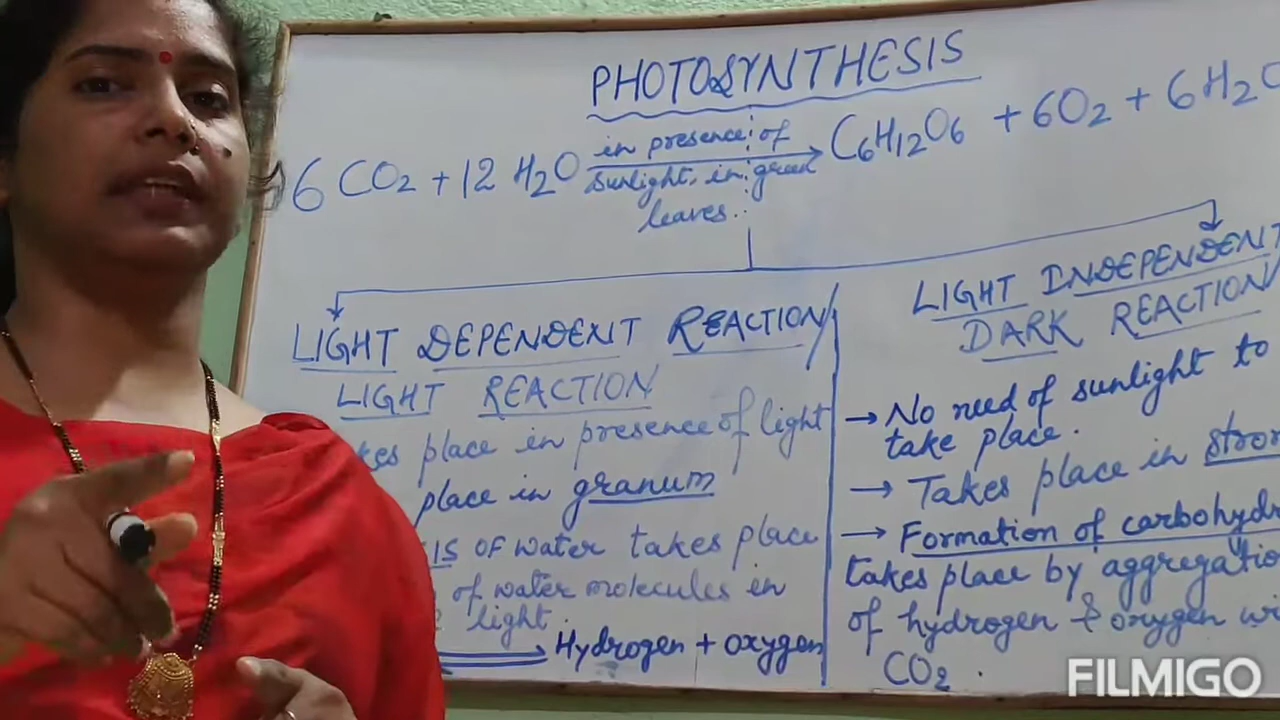 PHOTOSYNTHESIS
6 CO2 + 12 H2O in presence of C6H12O6 + 6O2 + 6H2O
sunlight, in green
leaves.
LIGHT DEPENDENT REACTION/
LIGHT REACTION
place in presence of light
place in granum
IS OF water takes place
of water molecules in
light.
Hydrogen + oxygen
LIGHT INDEPENDENT
DARK REACTION/
→ No need of sunlight to
take place.
→ Takes place in
→ Formation of
takes place by
of hydrogen & oxygen
CO2.
FILMIGO